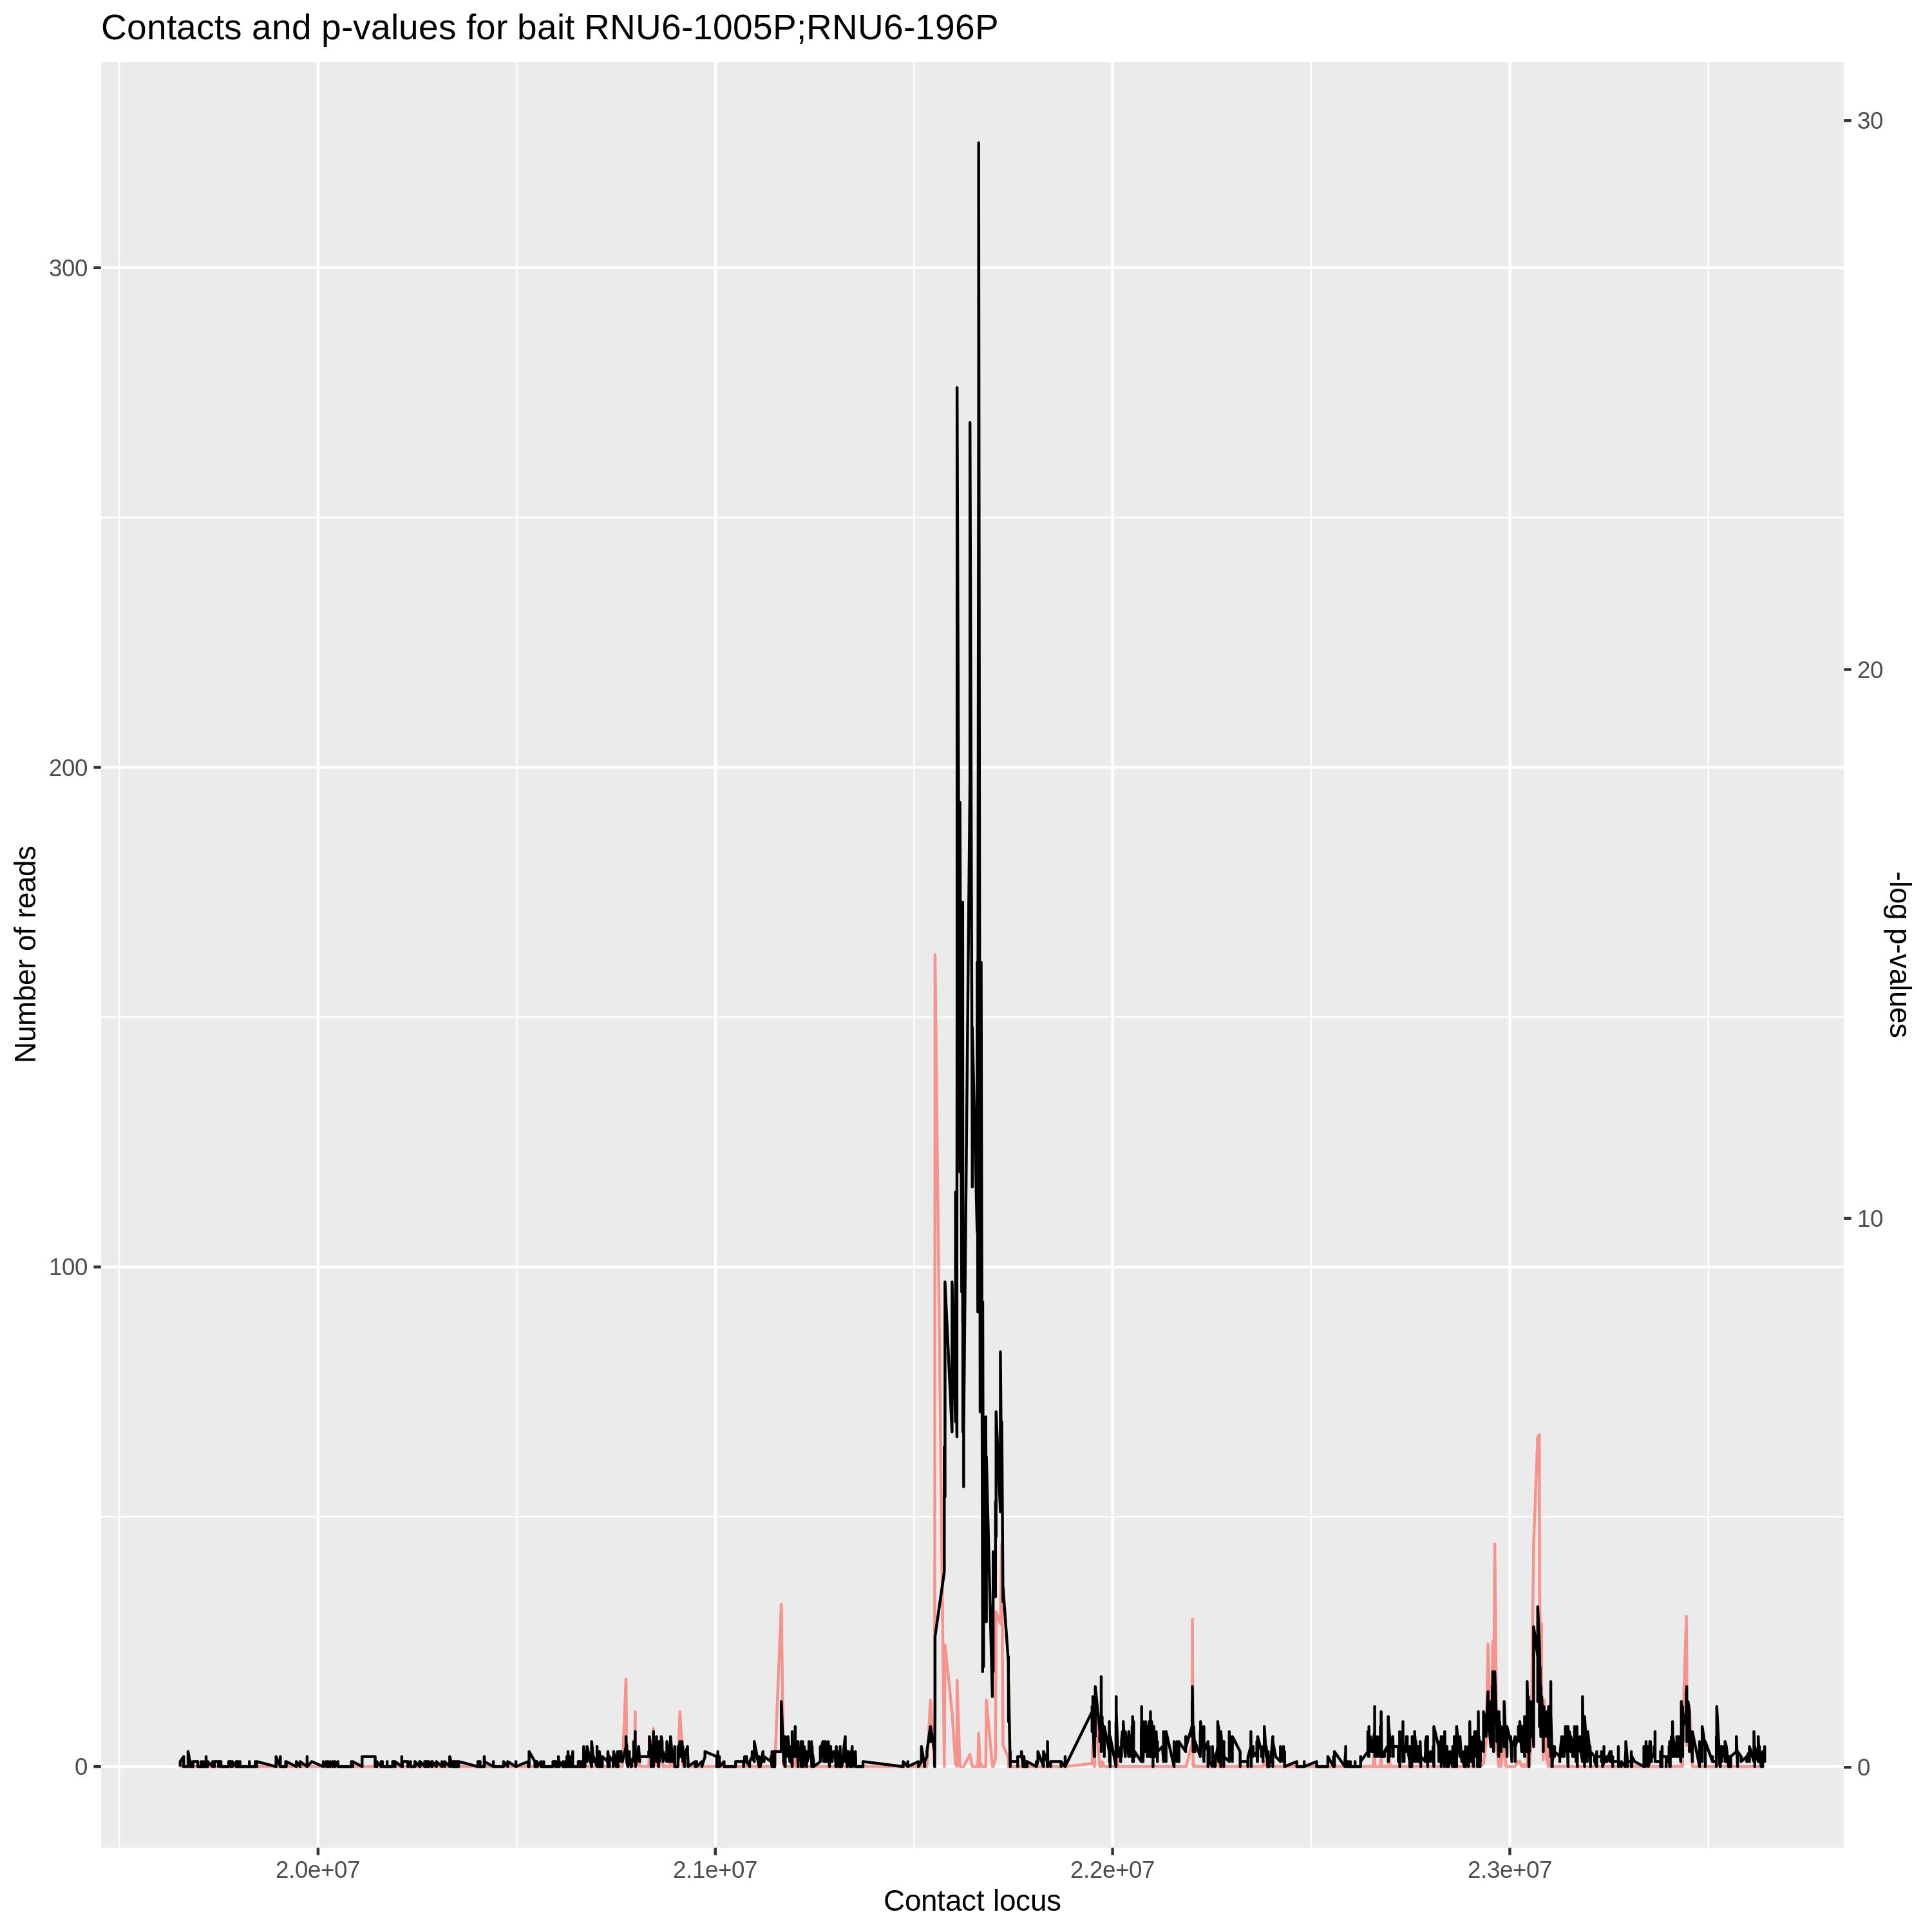 Contacts and p-values for bait RNU6-1005P;RNU6-196P
Number of reads
300
200
100
0
30
20
10
0
-log p-values
2.0e+07
2.1e+07
2.2e+07
2.3e+07
Contact locus